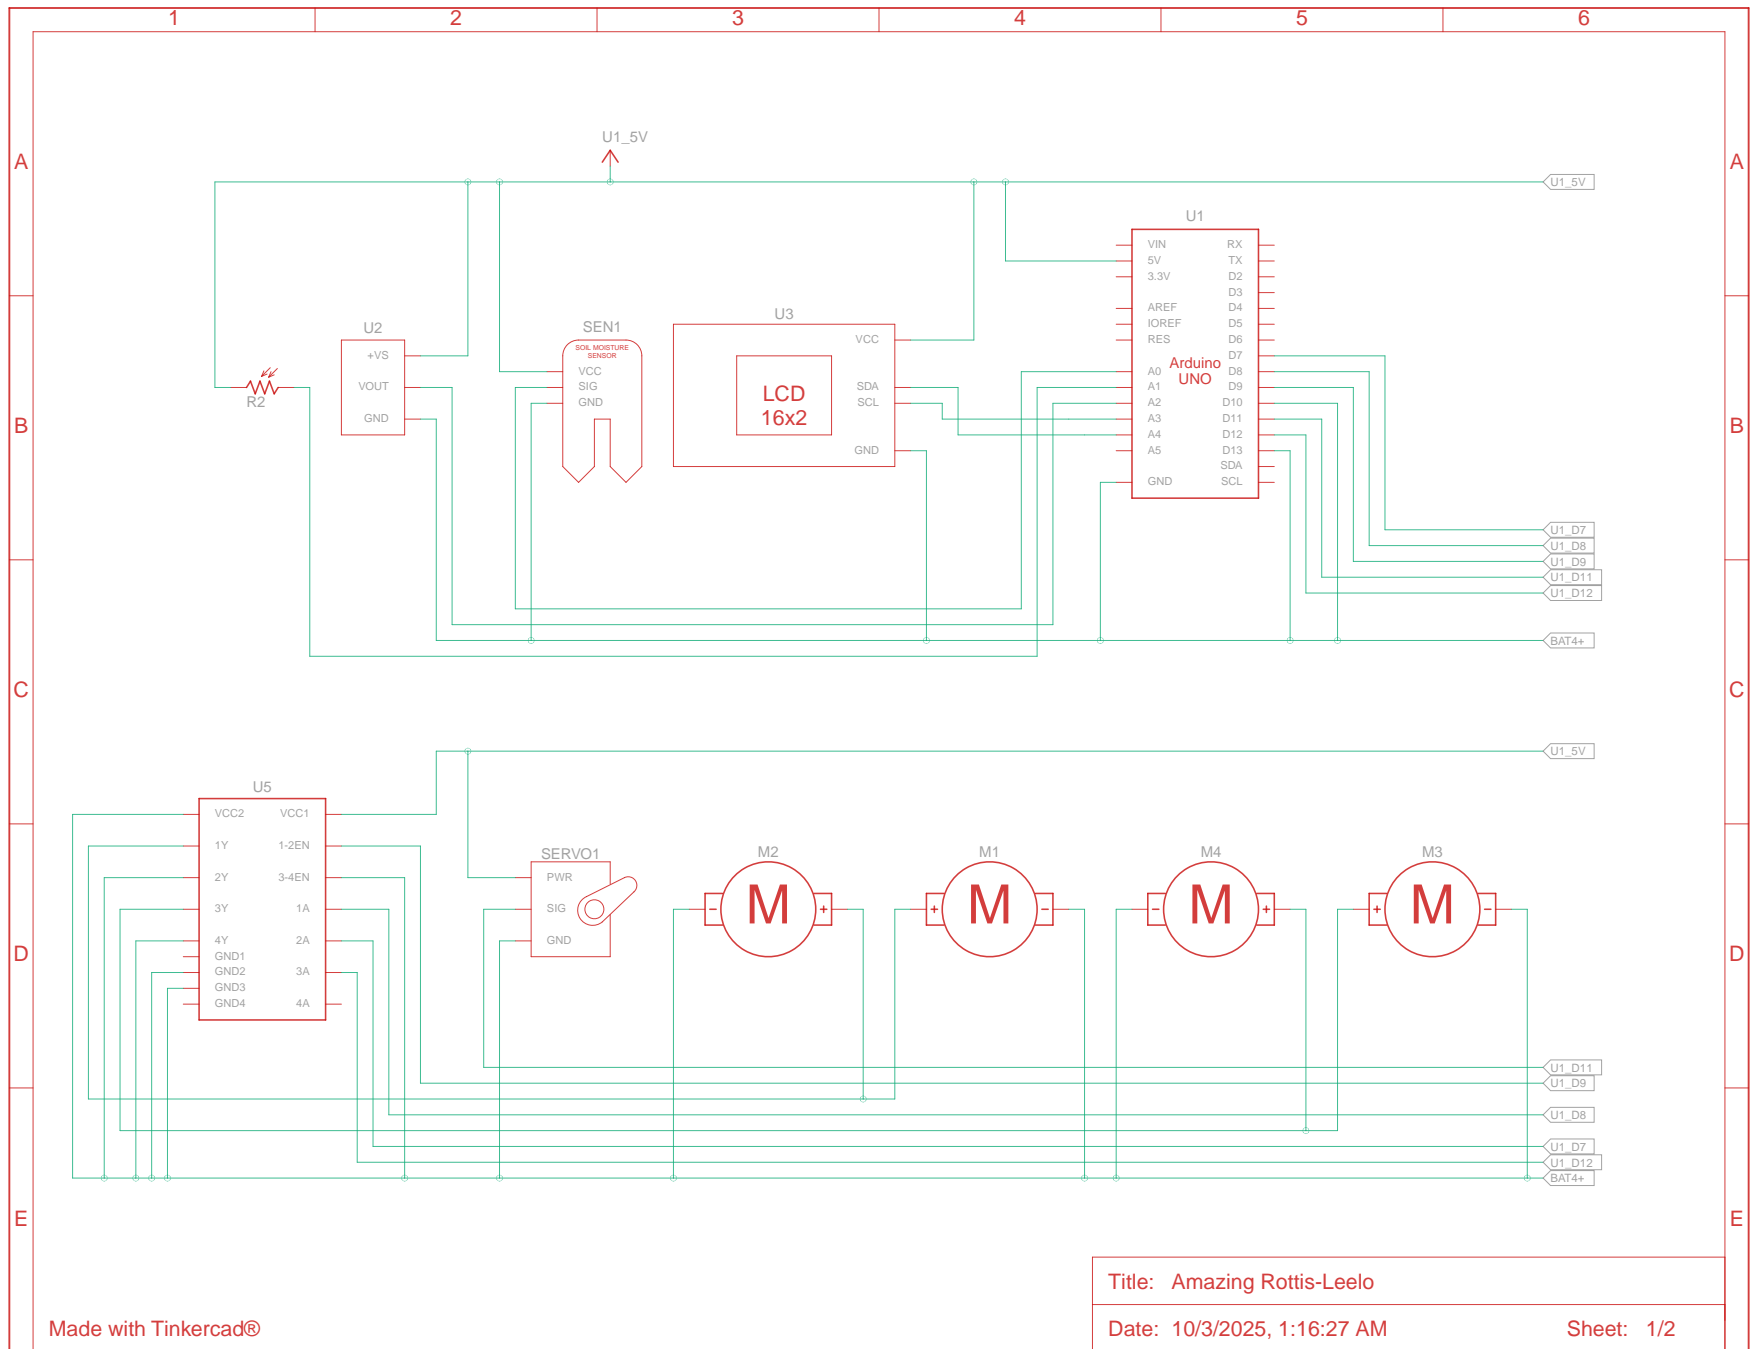 1 2 3 4 5 6
A A
U1_5V
U1_5V
U1
VIN RX
5V TX
3.3V D2
D3
AREF D4
IOREF D5
RES D6
D7
A0 D8
A1 D9
A2 D10
A3 D11
A4 D12
A5 D13
SDA
GND SCL
Arduino
UNO
U2
+VS
VOUT
GND
SEN1
SOIL MOISTURE
SENSOR
VCC
SIG
GND
U3
VCC
SDA
SCL
GND
LCD
16x2
R2
B B
U1_D7
U1_D8
U1_D9
U1_D11
U1_D12
BAT4+
C C
U1_5V
U5
VCC2 VCC1
1Y 1-2EN
2Y 3-4EN
3Y 1A
4Y 2A
GND1
GND2 3A
GND3
GND4 4A
SERVO1
PWR
SIG
GND
M2
- M +
M1
+ M -
M4
- M +
M3
+ M -
D D
U1_D11
U1_D9
U1_D8
U1_D7
U1_D12
BAT4+
E E
Title: Amazing Rottis-Leelo
Made with Tinkercad®
Date: 10/3/2025, 1:16:27 AM Sheet: 1/2